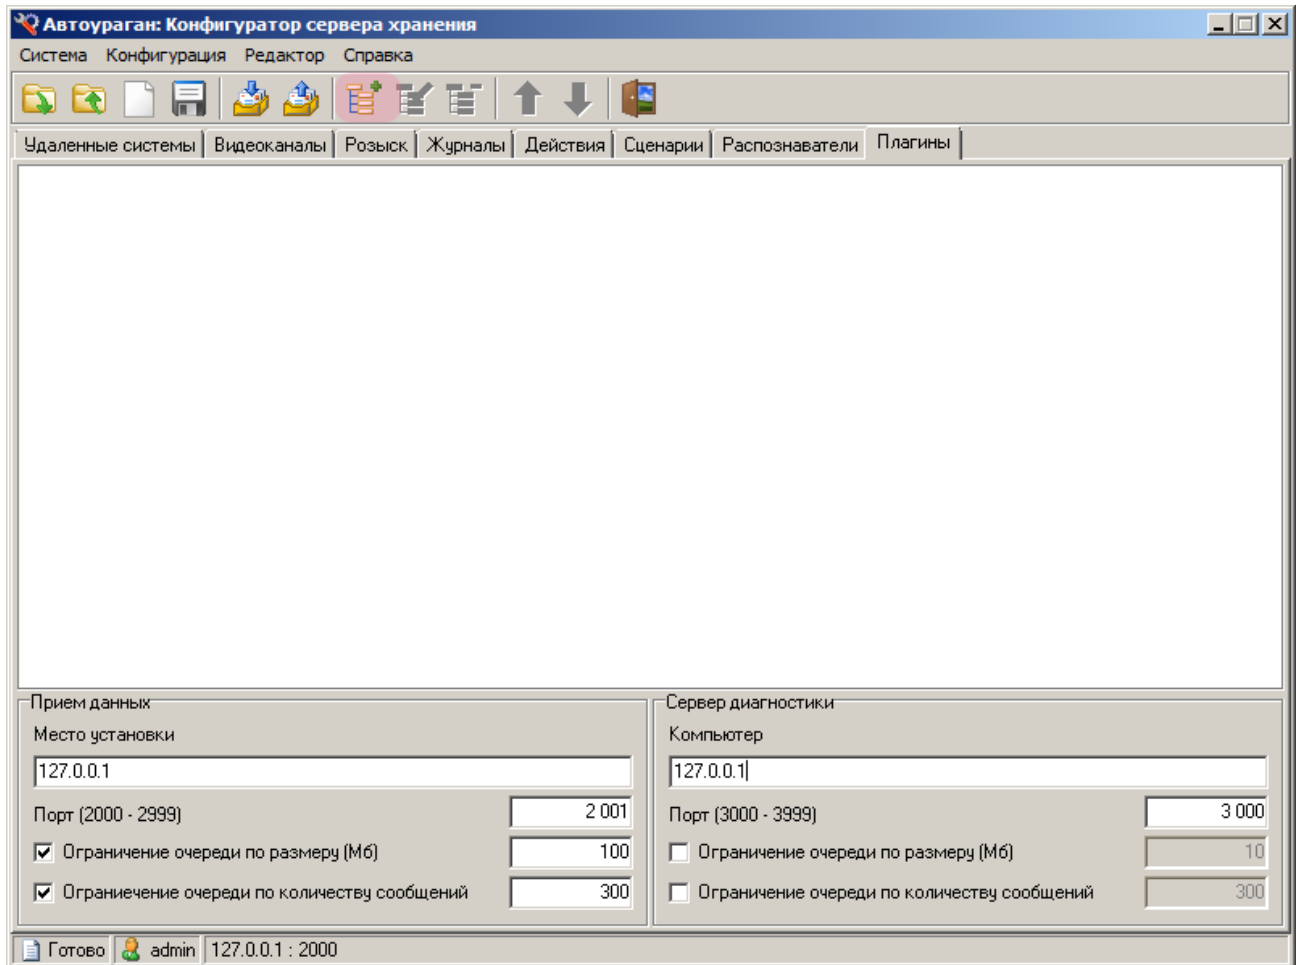 Автоураган: Конфигуратор сервера хранения
Система Конфигурация Редактор Справка
Удаленные системы Видеоканалы Розыск Журналы Действия Сценарии Распознаватели Плагины
Прием данных
Место установки
127.0.0.1
Порт (2000 - 2999) 2 001
Ограничение очереди по размеру (Мб) 100
Ограниечение очереди по количеству сообщений 300
Сервер диагностики
Компьютер
127.0.0.1
Порт (3000 - 3999) 3 000
Ограничение очереди по размеру (Мб) 10
Ограничение очереди по количеству сообщений 300
Готово admin 127.0.0.1 : 2000